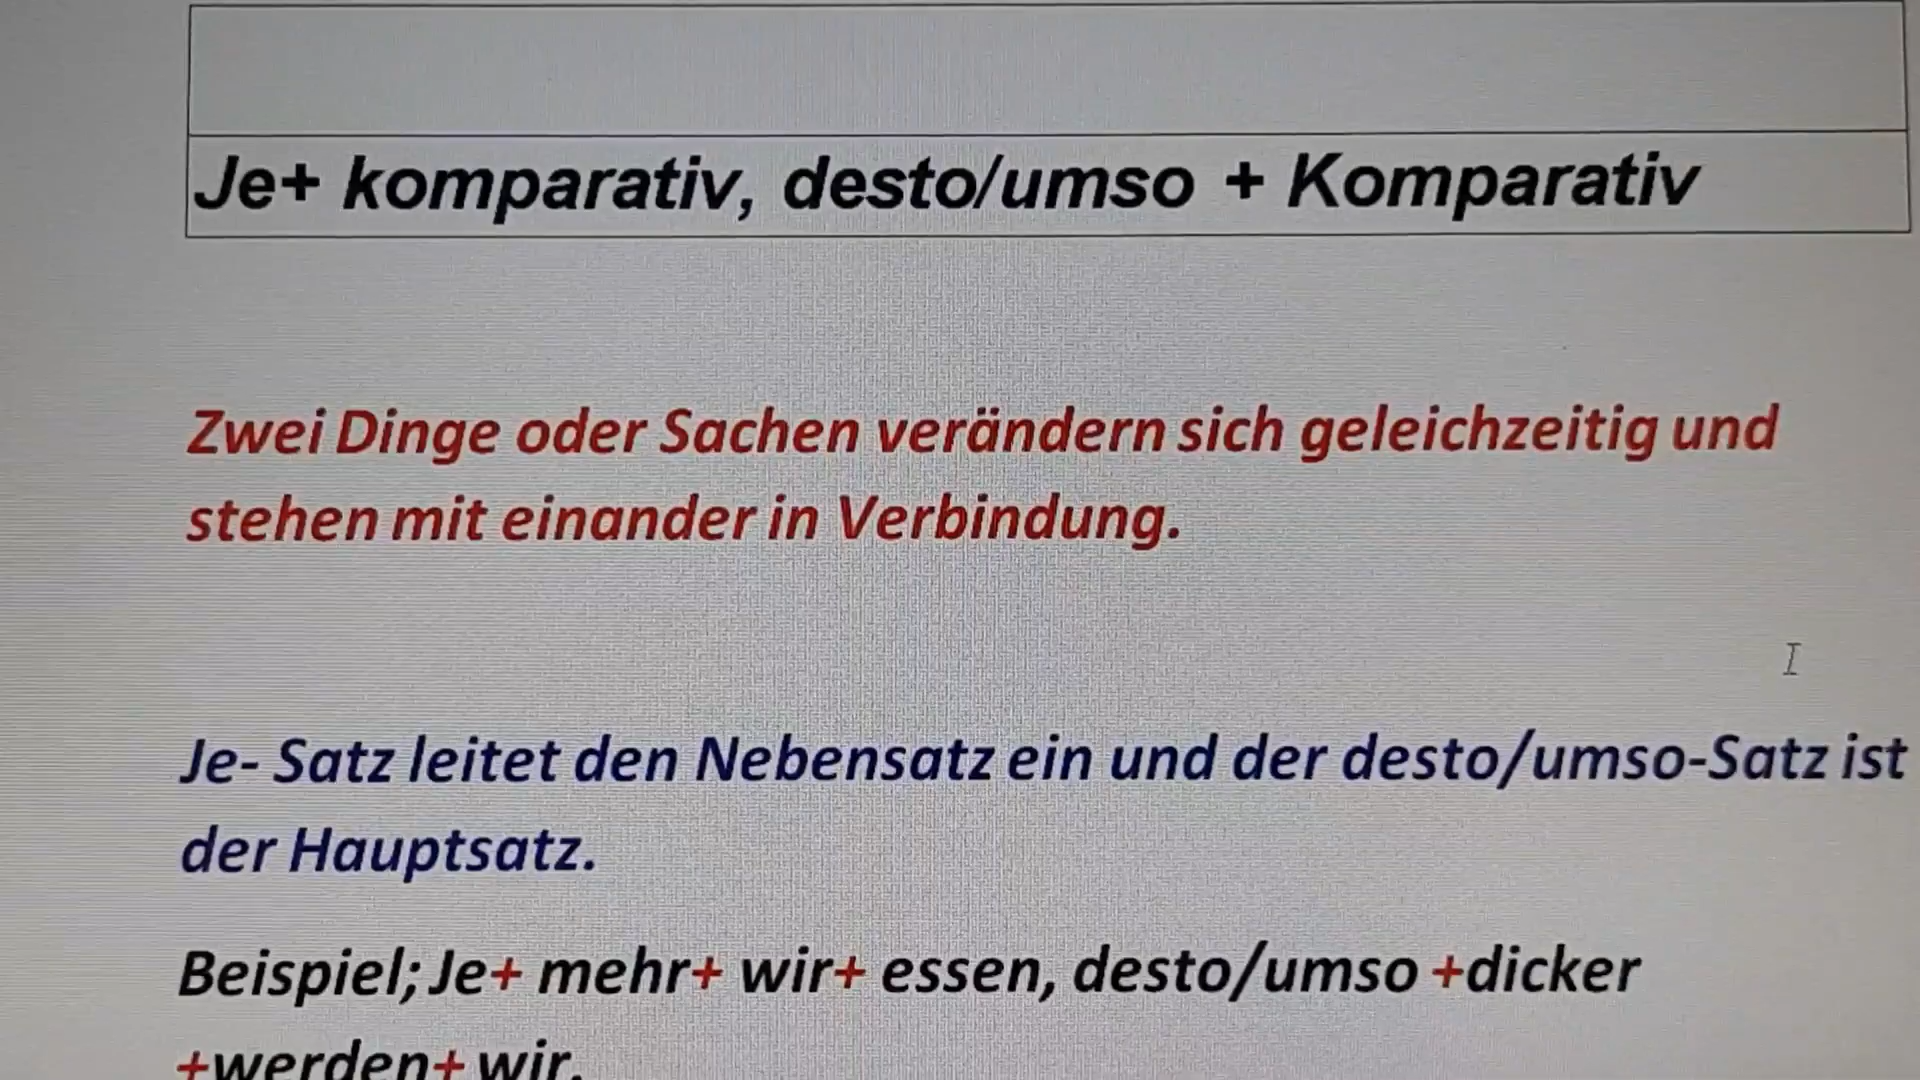 Je+ komparativ, desto/umso + Komparativ
Zwei Dinge oder Sachen verändern sich geleichzeitig und
stehen mit einander in Verbindung.
Je- Satz leitet den Nebensatz ein und der desto/umso-Satz ist
der Hauptsatz.
Beispiel; Je+ mehr+ wir+ essen, desto/umso +dicker
+werden+ wir.